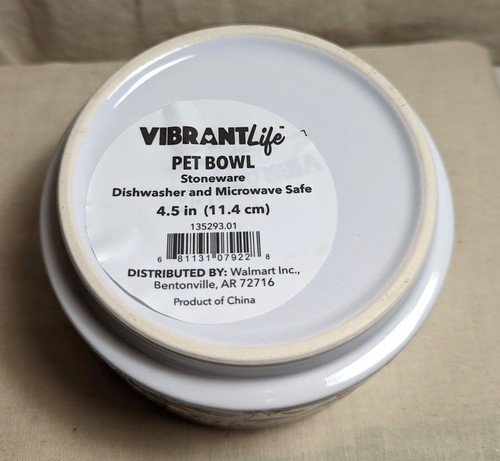 VIBRANTLife™
PET BOWL
Stoneware
Dishwasher and Microwave Safe
4.5 in (11.4 cm)
135293.01
6 81131 07922 8
DISTRIBUTED BY: Walmart Inc.,
Bentonville, AR 72716
Product of China